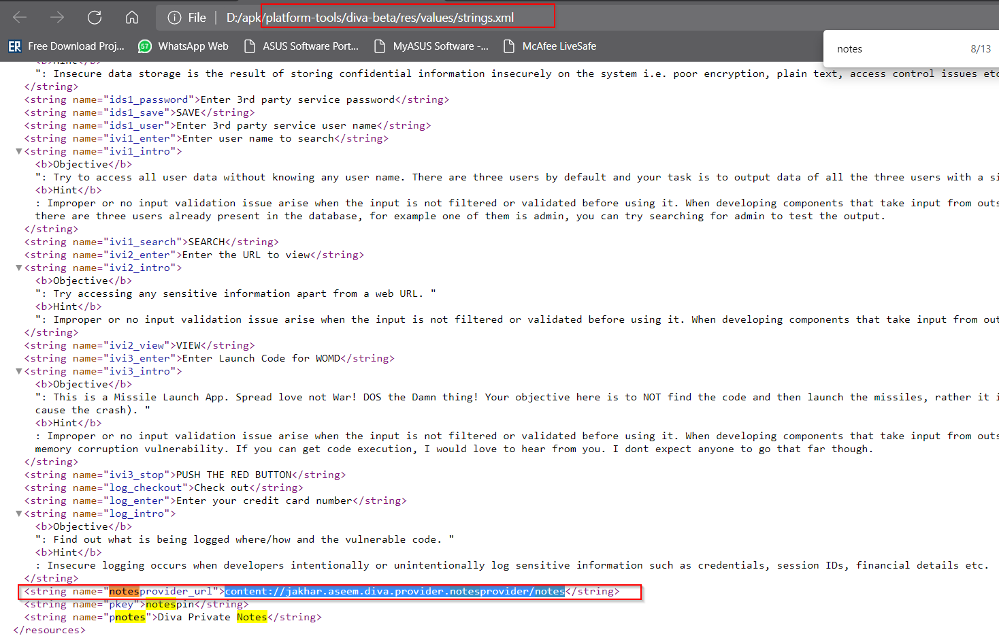 File | D:/apk/platform-tools/diva-beta/res/values/strings.xml
ER Free Download Proj... 57 WhatsApp Web ASUS Software Port... MyASUS Software -... McAfee LiveSafe
notes 8/13
<b>Hint</b>
": Insecure data storage is the result of storing confidential information insecurely on the system i.e. poor encryption, plain text, access control issues etc
</string>
<string name="ids1_password">Enter 3rd party service password</string>
<string name="ids1_save">SAVE</string>
<string name="ids1_user">Enter 3rd party service user name</string>
<string name="ivi1_enter">Enter user name to search</string>
▼<string name="ivi1_intro">
<b>Objective</b>
": Try to access all user data without knowing any user name. There are three users by default and your task is to output data of all the three users with a si
<b>Hint</b>
: Improper or no input validation issue arise when the input is not filtered or validated before using it. When developing components that take input from outs
there are three users already present in the database, for example one of them is admin, you can try searching for admin to test the output.
</string>
<string name="ivi1_search">SEARCH</string>
<string name="ivi2_enter">Enter the URL to view</string>
▼<string name="ivi2_intro">
<b>Objective</b>
": Try accessing any sensitive information apart from a web URL. "
<b>Hint</b>
": Improper or no input validation issue arise when the input is not filtered or validated before using it. When developing components that take input from out
</string>
<string name="ivi2_view">VIEW</string>
<string name="ivi3_enter">Enter Launch Code for WOMD</string>
▼<string name="ivi3_intro">
<b>Objective</b>
": This is a Missile Launch App. Spread love not War! DOS the Damn thing! Your objective here is to NOT find the code and then launch the missiles, rather it i
cause the crash). "
<b>Hint</b>
: Improper or no input validation issue arise when the input is not filtered or validated before using it. When developing components that take input from outs
memory corruption vulnerability. If you can get code execution, I would love to hear from you. I dont expect anyone to go that far though.
</string>
<string name="ivi3_stop">PUSH THE RED BUTTON</string>
<string name="log_checkout">Check out</string>
<string name="log_enter">Enter your credit card number</string>
▼<string name="log_intro">
<b>Objective</b>
": Find out what is being logged where/how and the vulnerable code. "
<b>Hint</b>
: Insecure logging occurs when developers intentionally or unintentionally log sensitive information such as credentials, session IDs, financial details etc.
</string>
<string name="notesprovider_url">content://jakhar.aseem.diva.provider.notesprovider/notes</string>
<string name="pkey">notespin</string>
<string name="pnotes">Diva Private Notes</string>
</resources>